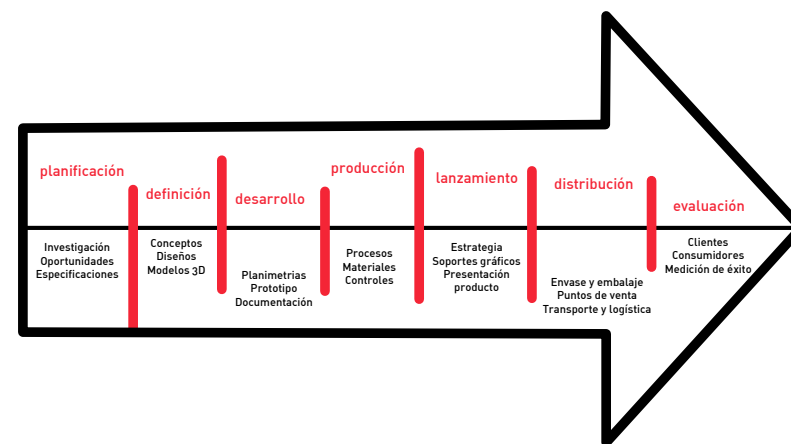 planificación
Investigación
Oportunidades
Especificaciones
definición
Conceptos
Diseños
Modelos 3D
desarrollo
Planimetrias
Prototipo
Documentación
producción
Procesos
Materiales
Controles
lanzamiento
Estrategia
Soportes gráficos
Presentación
producto
distribución
Envase y embalaje
Puntos de venta
Transporte y logística
evaluación
Clientes
Consumidores
Medición de éxito